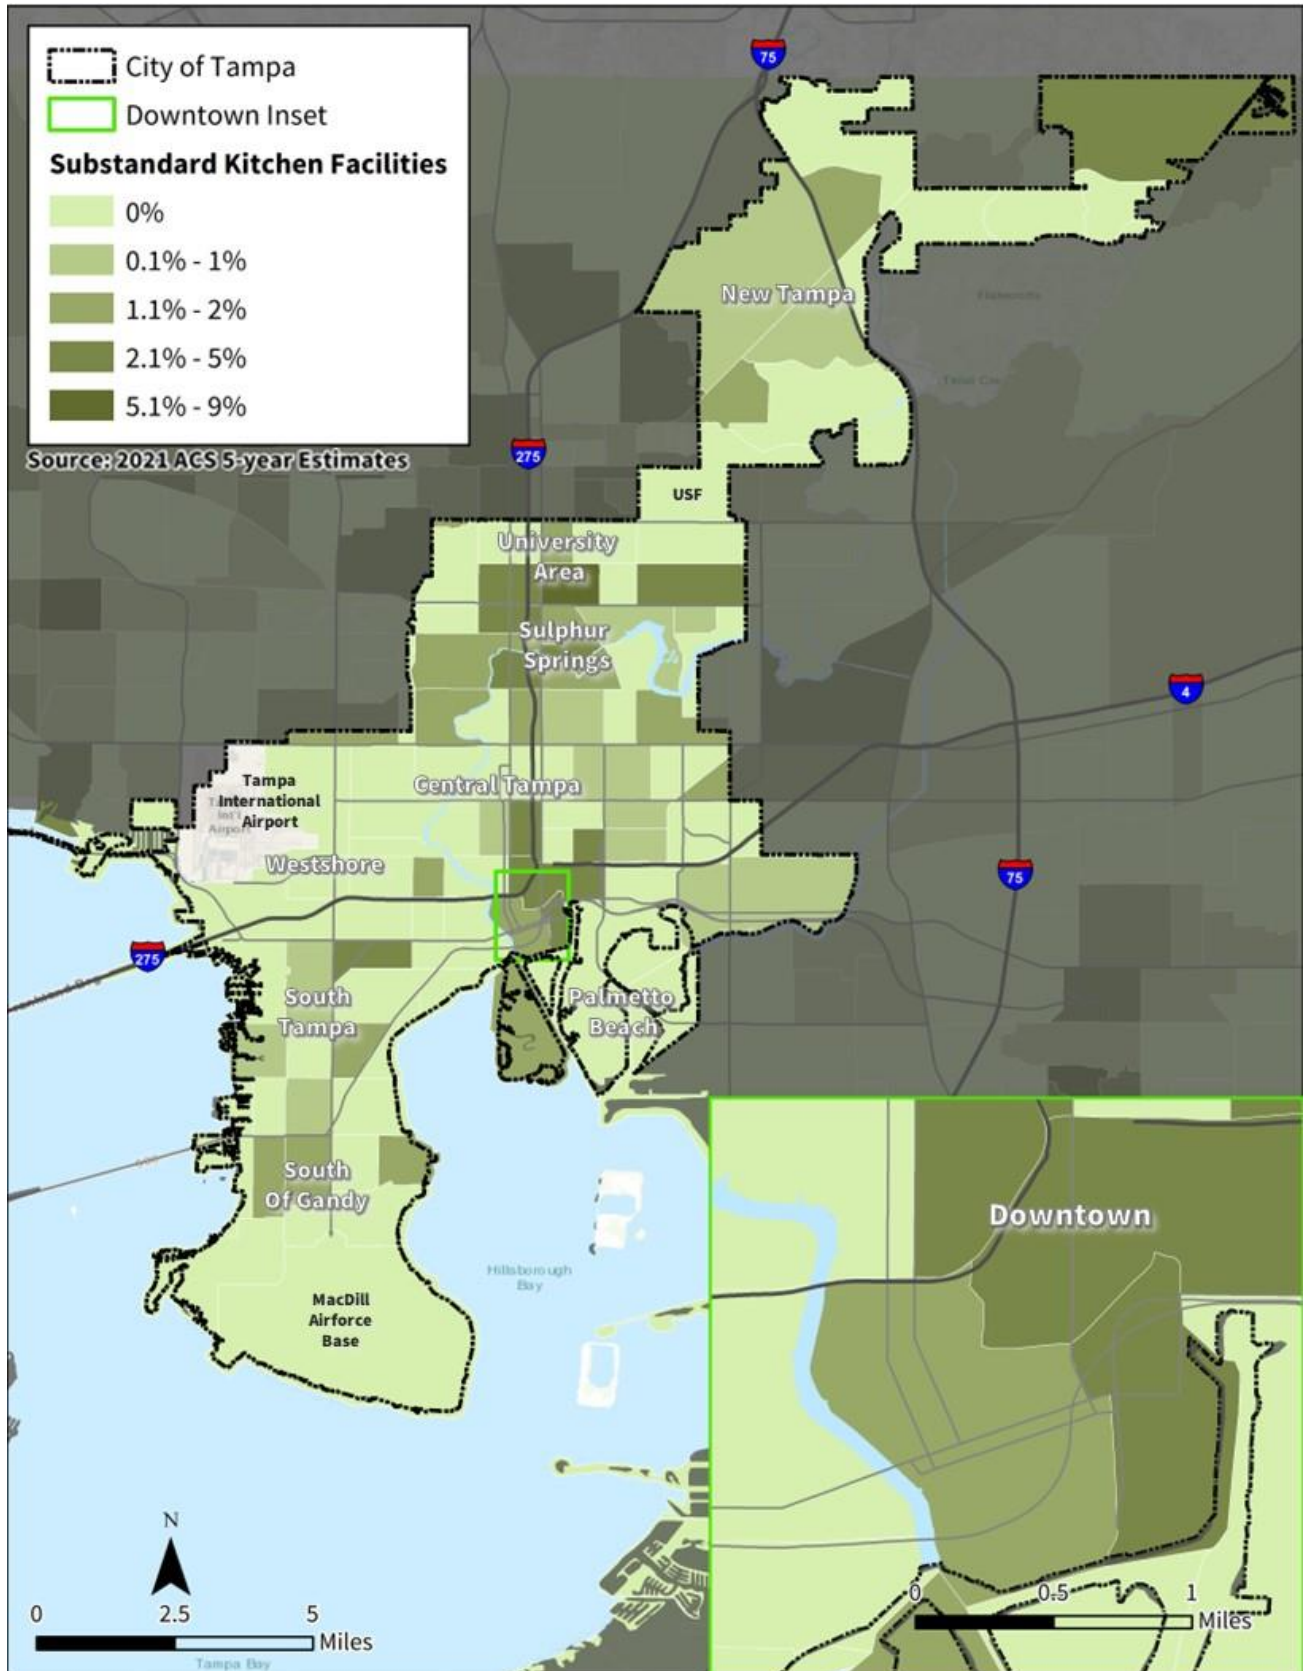 City of Tampa
Downtown Inset
Substandard Kitchen Facilities
0%
0.1% - 1%
1.1% - 2%
2.1% - 5%
5.1% - 9%
Source: 2021 ACS 5-year Estimates
75
New Tampa
275
USF
University
Area
Sulphur
Springs
4
Tampa
International
Airport
Central Tampa
Westshore
75
275
South
Tampa
Palmetto
Beach
South
Of Gandy
Hillsborough
Bay
MacDill
Airforce
Base
Downtown
N
0 2.5 5
Miles
Tampa Bay
0 0.5 1
Miles